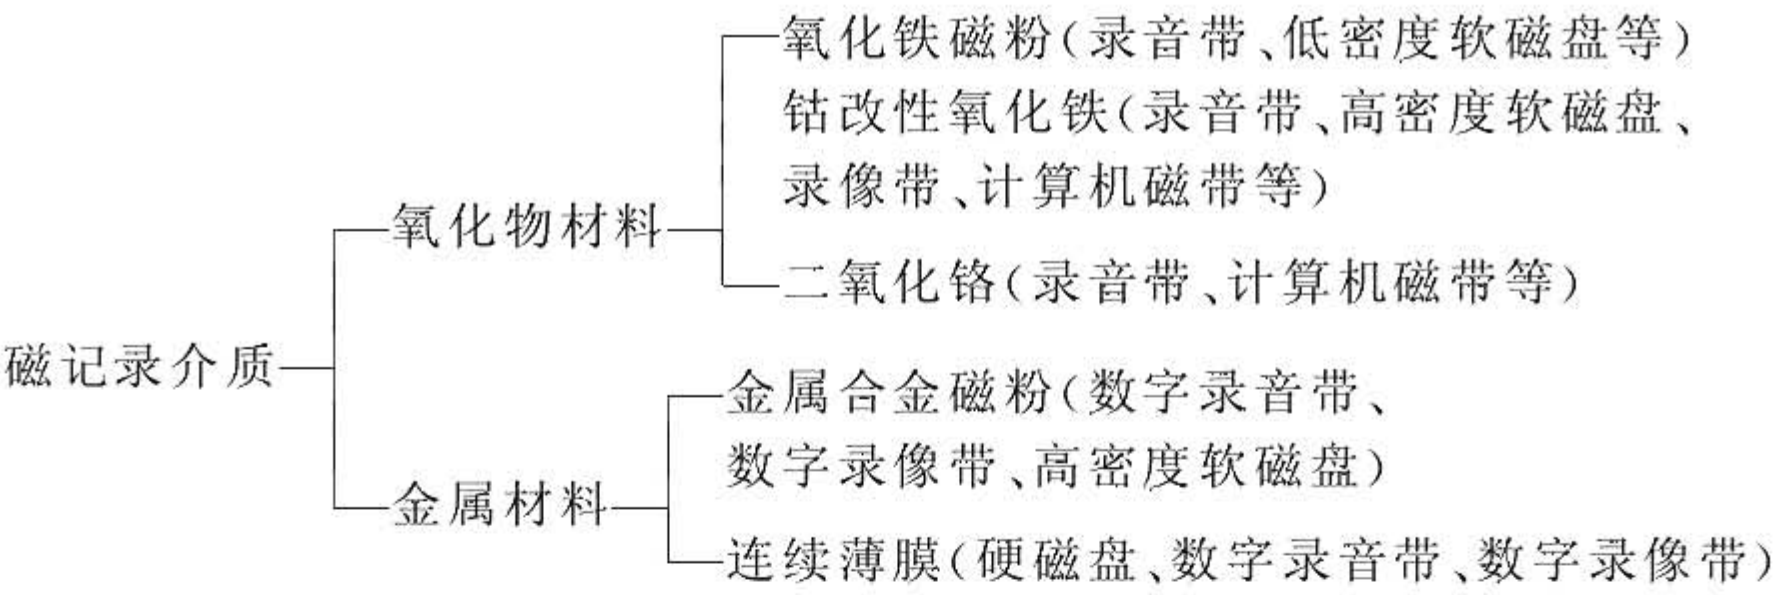 氧化铁磁粉(录音带、低密度软磁盘等)
钴改性氧化铁(录音带、高密度软磁盘、
录像带、计算机磁带等)
氧化物材料
二氧化铬(录音带、计算机磁带等)
磁记录介质
金属合金磁粉(数字录音带、
数字录像带、高密度软磁盘)
金属材料
连续薄膜(硬磁盘、数字录音带、数字录像带)